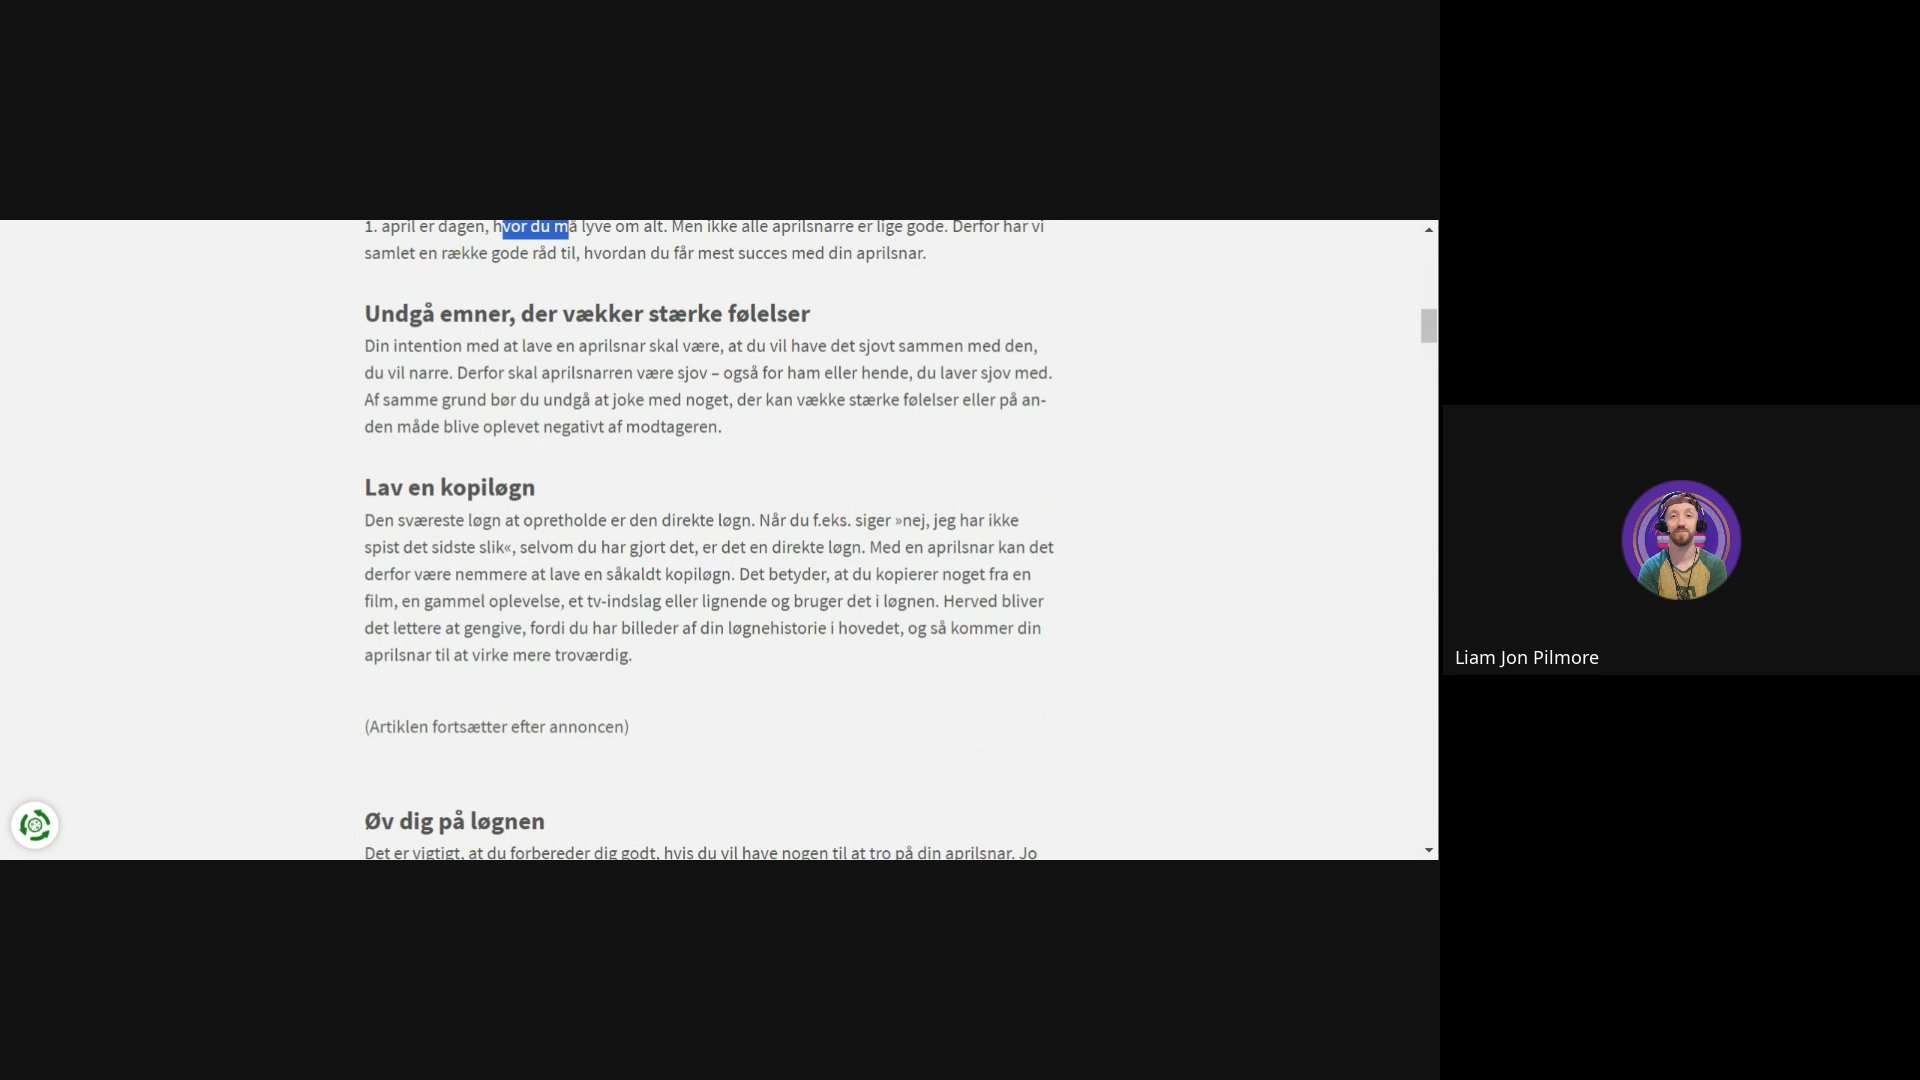 1. april er dagen, hvor du må lyve om alt. Men ikke alle aprilsnarre er lige gode. Derfor har vi
samlet en række gode råd til, hvordan du får mest succes med din aprilsnar.
Undgå emner, der vækker stærke følelser
Din intention med at lave en aprilsnar skal være, at du vil have det sjovt sammen med den,
du vil narre. Derfor skal aprilsnarren være sjov – også for ham eller hende, du laver sjov med.
Af samme grund bør du undgå at joke med noget, der kan vække stærke følelser eller på an-
den måde blive oplevet negativt af modtageren.
Lav en kopiløgn
Den sværeste løgn at opretholde er den direkte løgn. Når du f.eks. siger »nej, jeg har ikke
spist det sidste slik«, selvom du har gjort det, er det en direkte løgn. Med en aprilsnar kan det
derfor være nemmere at lave en såkaldt kopiløgn. Det betyder, at du kopierer noget fra en
film, en gammel oplevelse, et tv-indslag eller lignende og bruger det i løgnen. Herved bliver
det lettere at gengive, fordi du har billeder af din løgnehistorie i hovedet, og så kommer din
aprilsnar til at virke mere troværdig.
(Artiklen fortsætter efter annoncen)
Øv dig på løgnen
Det er vigtigt, at du forbereder dig godt, hvis du vil have nogen til at tro på din aprilsnar. Jo
Liam Jon Pilmore